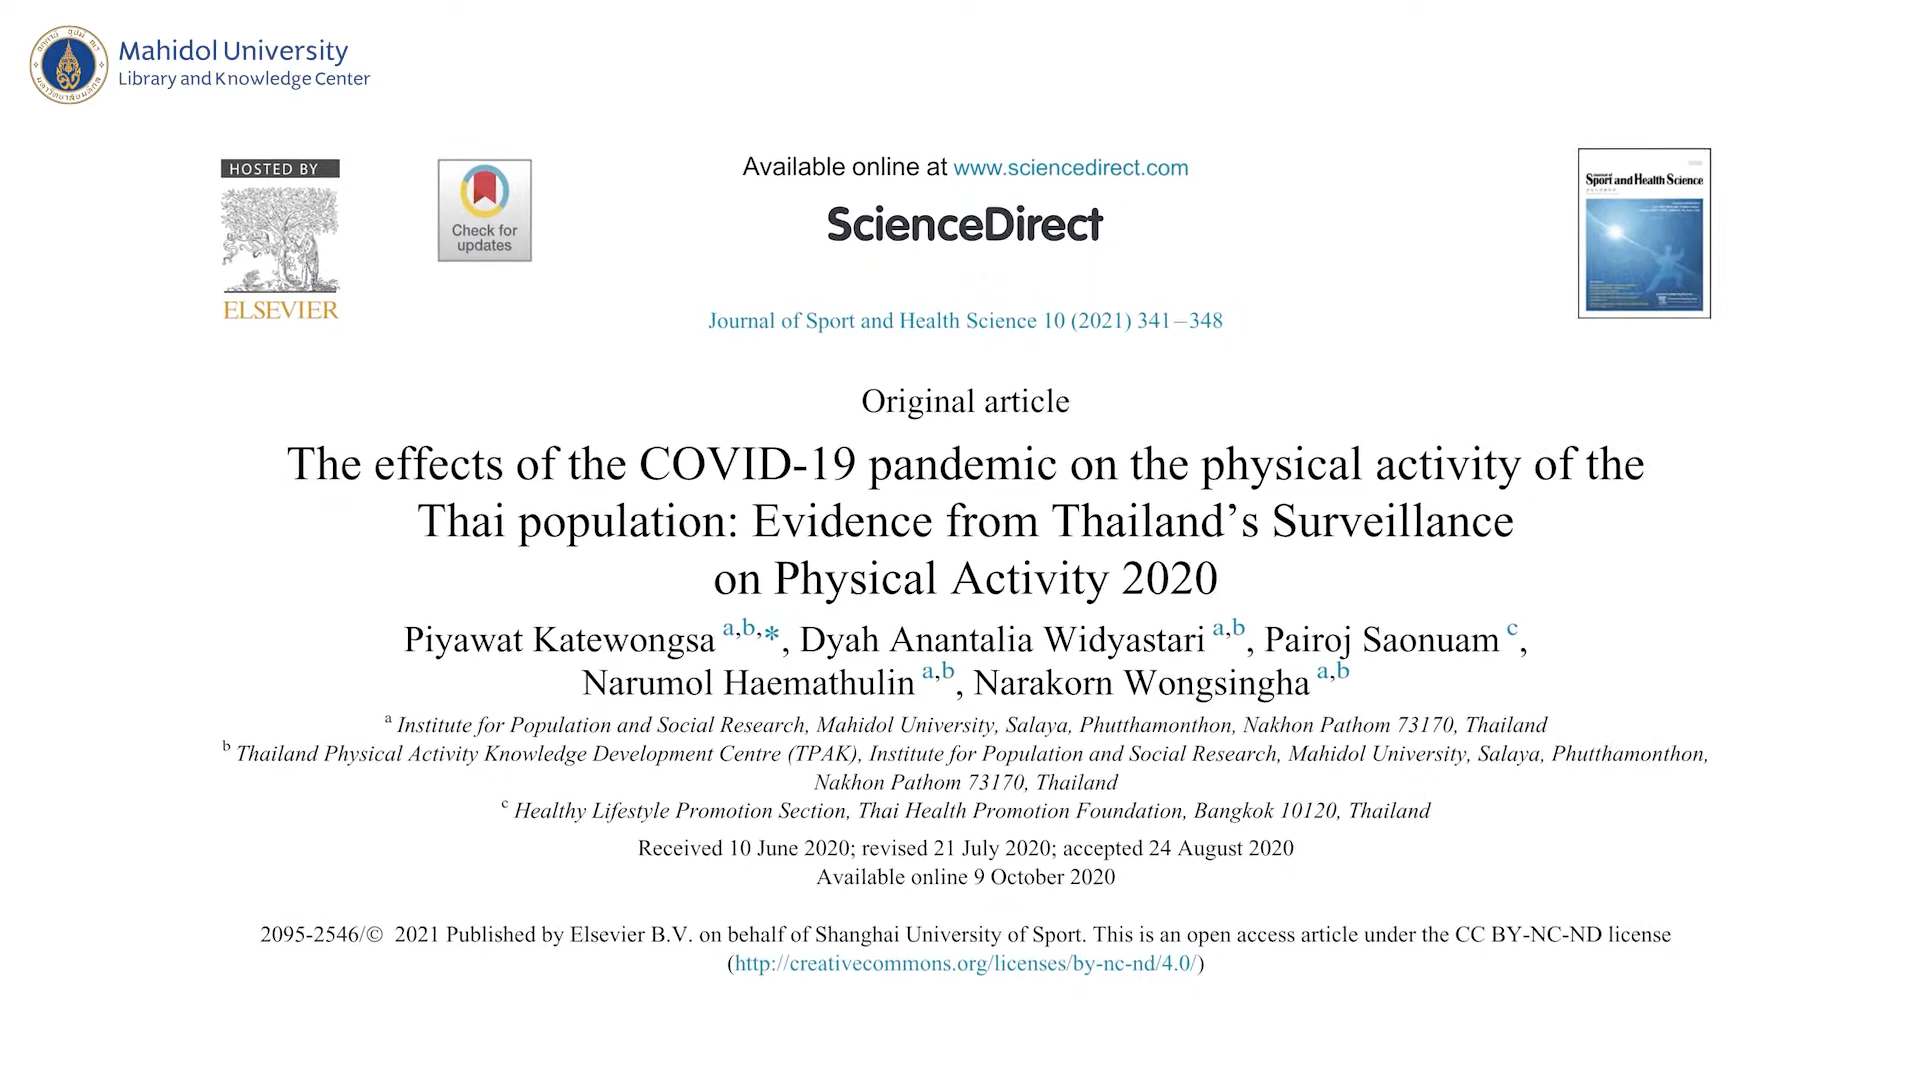 Mahidol University
Library and Knowledge Center
HOSTED BY
ELSEVIER
Check for
updates
Available online at www.sciencedirect.com
ScienceDirect
Journal of Sport and Health Science 10 (2021) 341–348
Journal of
Sport and Health Science
Original article
The effects of the COVID-19 pandemic on the physical activity of the
Thai population: Evidence from Thailand’s Surveillance
on Physical Activity 2020
Piyawat Katewongsa a,b,*, Dyah Anantalia Widyastari a,b, Pairoj Saonuam c,
Narumol Haemathulin a,b, Narakorn Wongsingha a,b
a Institute for Population and Social Research, Mahidol University, Salaya, Phutthamonthon, Nakhon Pathom 73170, Thailand
b Thailand Physical Activity Knowledge Development Centre (TPAK), Institute for Population and Social Research, Mahidol University, Salaya, Phutthamonthon,
Nakhon Pathom 73170, Thailand
c Healthy Lifestyle Promotion Section, Thai Health Promotion Foundation, Bangkok 10120, Thailand
Received 10 June 2020; revised 21 July 2020; accepted 24 August 2020
Available online 9 October 2020
2095-2546/© 2021 Published by Elsevier B.V. on behalf of Shanghai University of Sport. This is an open access article under the CC BY-NC-ND license
(http://creativecommons.org/licenses/by-nc-nd/4.0/)